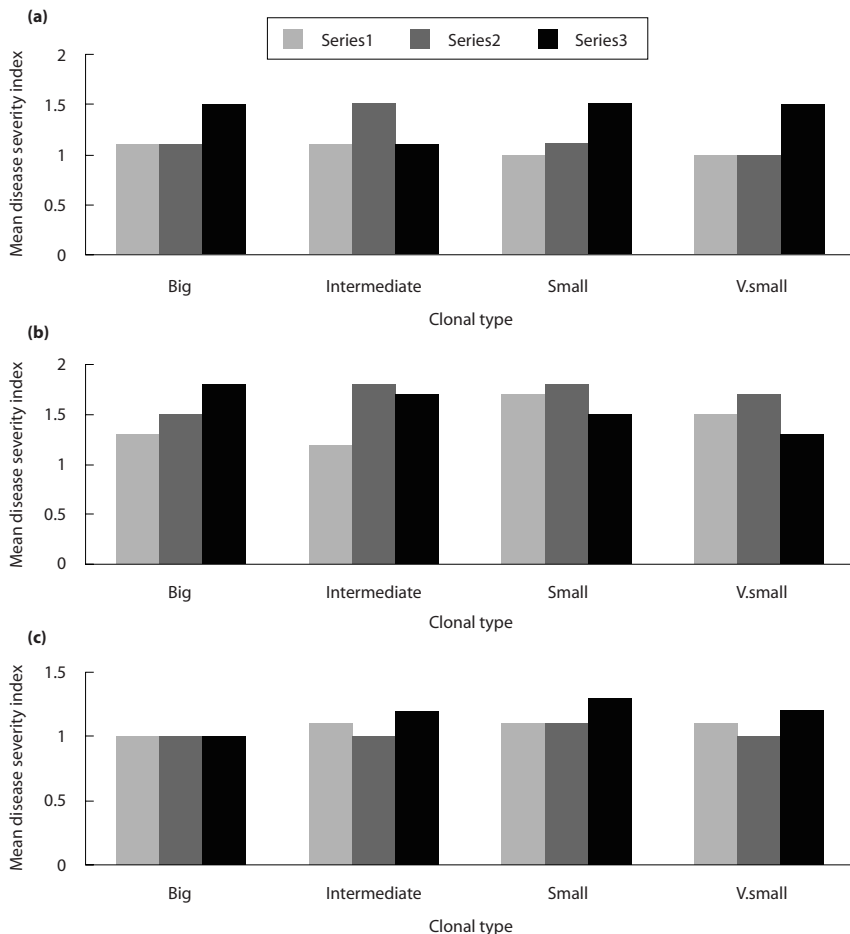 (a)
Series1 Series2 Series3
Mean disease severity index
2
1.5
1
0.5
0
Big Intermediate Small V.small
Clonal type
(b)
Mean disease severity index
2
1.5
1
0.5
0
Big Intermediate Small V.small
Clonal type
(c)
Mean disease severity index
1.5
1
0.5
0
Big Intermediate Small V.small
Clonal type